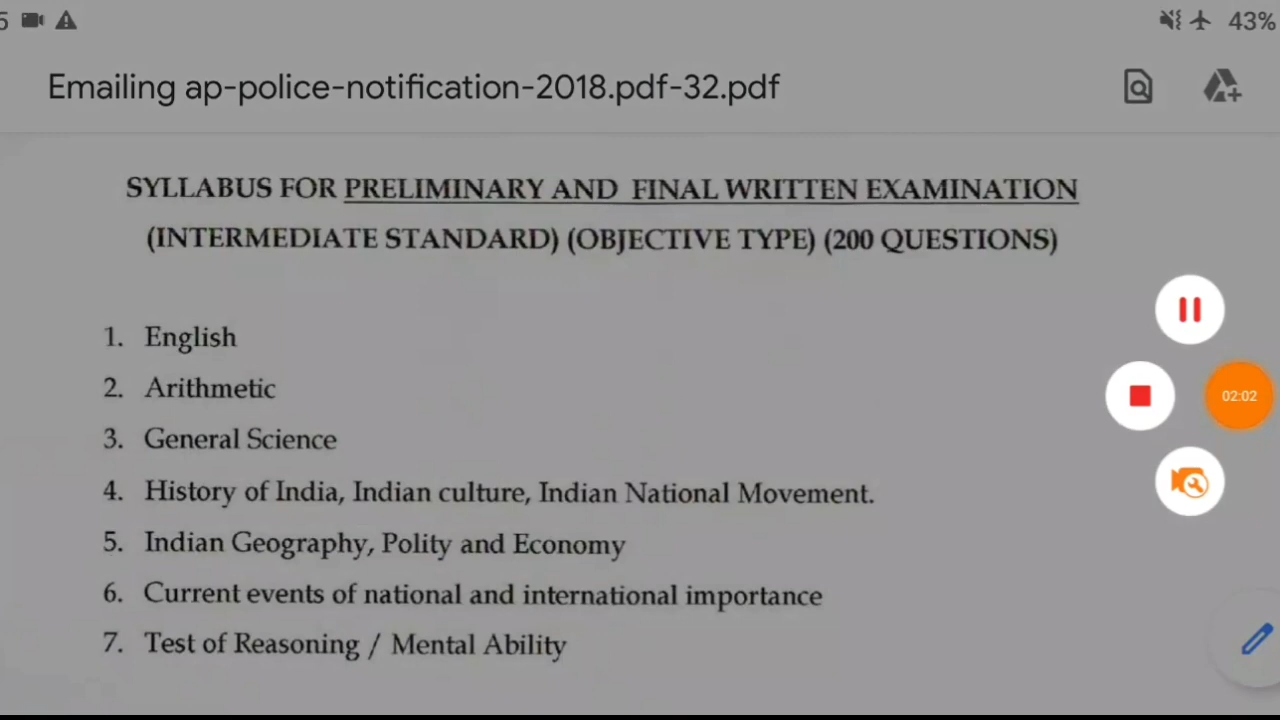 5
43%
Emailing ap-police-notification-2018.pdf-32.pdf
SYLLABUS FOR PRELIMINARY AND FINAL WRITTEN EXAMINATION
(INTERMEDIATE STANDARD) (OBJECTIVE TYPE) (200 QUESTIONS)
1. English
2. Arithmetic
3. General Science
4. History of India, Indian culture, Indian National Movement.
5. Indian Geography, Polity and Economy
6. Current events of national and international importance
7. Test of Reasoning / Mental Ability
02:02